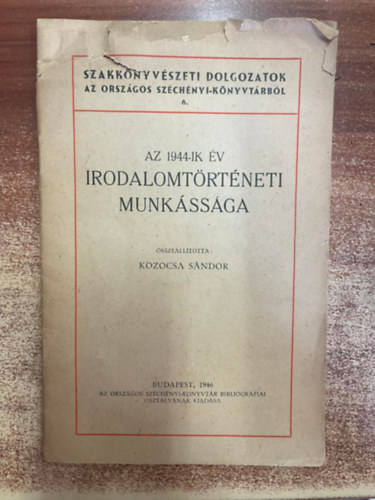 SZAKKÖNYVÉSZETI DOLGOZATOK
AZ ORSZÁGOS SZÉCHÉNYI-KÖNYVTÁRBÓL
6.
AZ 1944-IK ÉV
IRODALOMTÖRTÉNETI
MUNKÁSSÁGA
ÖSSZEÁLLÍTOTTA:
KOZOCSA SÁNDOR
BUDAPEST, 1946
AZ ORSZÁGOS SZÉCHÉNYI-KÖNYVTÁR BIBLIOGRÁFIAI
OSZTÁLYÁNAK KIADÁSA